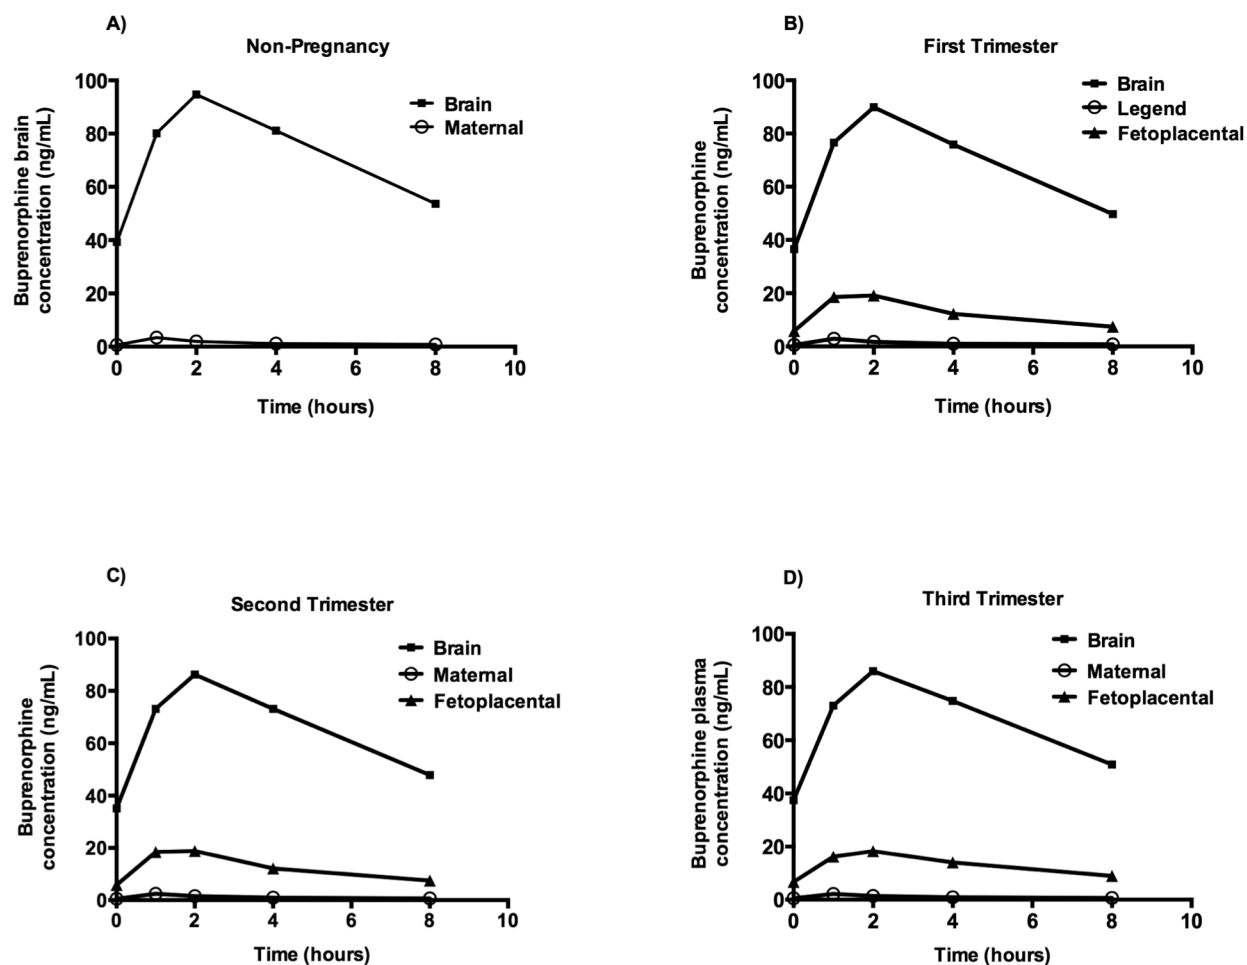 A)
Non-Pregnancy
Buprenorphine brain
concentration (ng/mL)
100
80
60
40
20
0
0 2 4 6 8 10
Time (hours)
Brain
Maternal
B)
First Trimester
Buprenorphine
concentration (ng/mL)
100
80
60
40
20
0
0 2 4 6 8 10
Time (hours)
Brain
Legend
Fetoplacental
C)
Second Trimester
Buprenorphine
concentration (ng/mL)
100
80
60
40
20
0
0 2 4 6 8 10
Time (hours)
Brain
Maternal
Fetoplacental
D)
Third Trimester
Buprenorphine plasma
concentration (ng/mL)
100
80
60
40
20
0
0 2 4 6 8 10
Time (hours)
Brain
Maternal
Fetoplacental